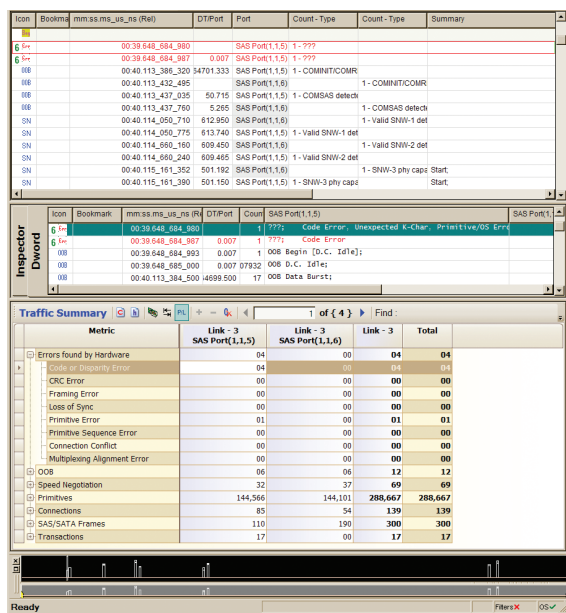 Icon Bookma mm:ss.ms_us_ns (Rel) DT/Port Port Count - Type Count - Type Summary
6 Err 00:39.648_684_980 SAS Port(1,1,5) 1 - ???
6 Err 00:39.648_684_987 0.007 SAS Port(1,1,5) 1 - ???
OOB 00:40.113_386_320 34701.333 SAS Port(1,1,5) 1 - COMINIT/COMR
OOB 00:40.113_432_495 SAS Port(1,1,6) 1 - COMINIT/COMR
OOB 00:40.113_437_035 50.715 SAS Port(1,1,5) 1 - COMSAS detecte
OOB 00:40.113_437_760 5.265 SAS Port(1,1,6) 1 - COMSAS detecte
SN 00:40.114_050_710 612.950 SAS Port(1,1,6) 1 - Valid SNW-1 det
SN 00:40.114_050_775 613.740 SAS Port(1,1,5) 1 - Valid SNW-1 det
SN 00:40.114_660_160 609.450 SAS Port(1,1,6) 1 - Valid SNW-2 det
SN 00:40.114_660_240 609.465 SAS Port(1,1,5) 1 - Valid SNW-2 det
SN 00:40.115_161_352 501.192 SAS Port(1,1,6) 1 - SNW-3 phy capa Start;
SN 00:40.115_161_390 501.150 SAS Port(1,1,5) 1 - SNW-3 phy capa Start;
Inspector
Dword
Icon Bookmark mm:ss.ms_us_ns (Re DT/Port Coun SAS Port(1,1,5) SAS Port(1,
6 Err 00:39.648_684_980 1 ???; Code Error, Unexpected K-Char, Primitive/OS Erro
6 Err 00:39.648_684_987 0.007 1 ???; Code Error
OOB 00:39.648_684_993 0.007 1 OOB Begin [D.C. Idle];
OOB 00:39.648_685_000 0.007 07932 OOB D.C. Idle;
OOB 00:40.113_384_500 54699.500 17 OOB Data Burst;
Traffic Summary P/L 1 of { 4 } Find :
Metric Link - 3 SAS Port(1,1,5) Link - 3 SAS Port(1,1,6) Link - 3 Total
Errors found by Hardware 04 00 04 04
Code or Disparity Error 04 00 04 04
CRC Error 00 00 00 00
Framing Error 00 00 00 00
Loss of Sync 00 00 00 00
Primitive Error 01 00 01 01
Primitive Sequence Error 00 00 00 00
Connection Conflict 00 00 00 00
Multiplexing Alignment Error 00 00 00 00
OOB 06 06 12 12
Speed Negotiation 32 37 69 69
Primitives 144,566 144,101 288,667 288,667
Connections 85 54 139 139
SAS/SATA Frames 110 190 300 300
Transactions 17 00 17 17
Ready Filters OS